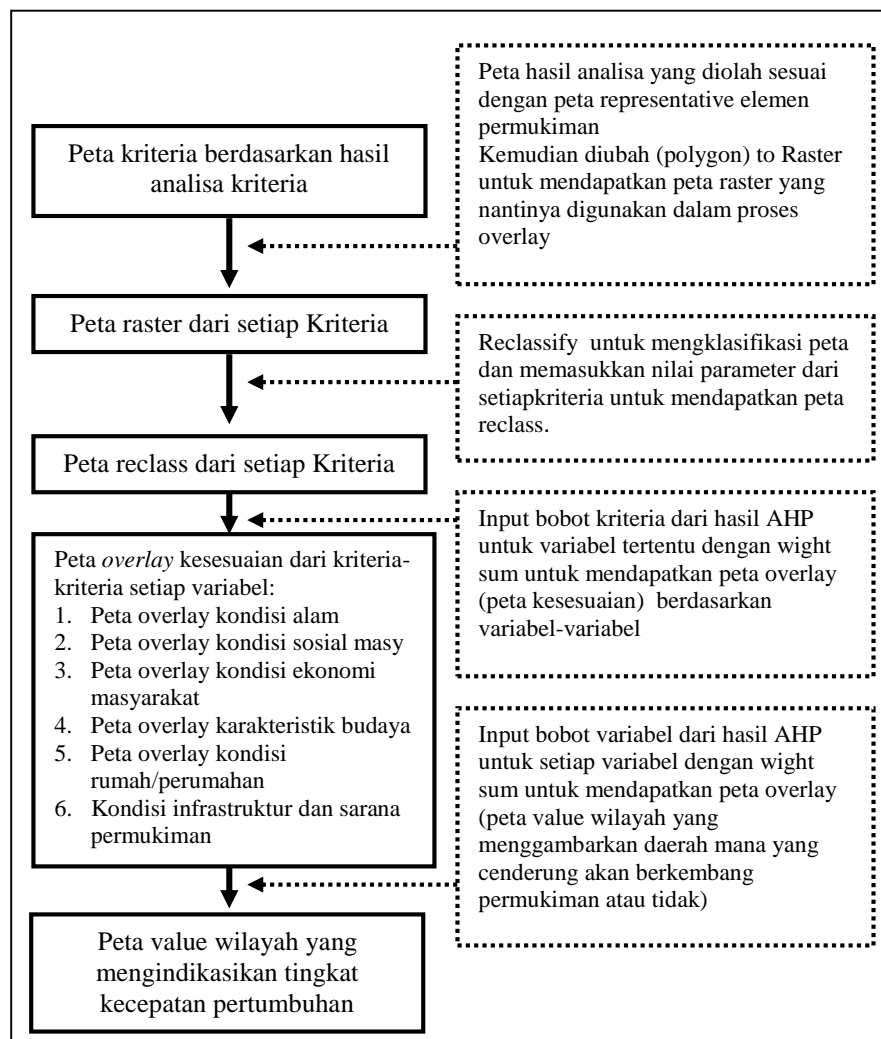 Peta hasil analisa yang diolah sesuai
dengan peta representative elemen
permukiman
Kemudian diubah (polygon) to Raster
untuk mendapatkan peta raster yang
nantinya digunakan dalam proses
overlay
Peta kriteria berdasarkan hasil
analisa kriteria
Peta raster dari setiap Kriteria
Reclassify untuk mengklasifikasi peta
dan memasukkan nilai parameter dari
setiapkriteria untuk mendapatkan peta
reclass.
Peta reclass dari setiap Kriteria
Input bobot kriteria dari hasil AHP
untuk variabel tertentu dengan wight
sum untuk mendapatkan peta overlay
(peta kesesuaian) berdasarkan
variabel-variabel
Peta overlay kesesuaian dari kriteria-
kriteria setiap variabel:
1. Peta overlay kondisi alam
2. Peta overlay kondisi sosial masy
3. Peta overlay kondisi ekonomi
masyarakat
4. Peta overlay karakteristik budaya
5. Peta overlay kondisi
rumah/perumahan
6. Kondisi infrastruktur dan sarana
permukiman
Input bobot variabel dari hasil AHP
untuk setiap variabel dengan wight
sum untuk mendapatkan peta overlay
(peta value wilayah yang
menggambarkan daerah mana yang
cenderung akan berkembang
permukiman atau tidak)
Peta value wilayah yang
mengindikasikan tingkat
kecepatan pertumbuhan